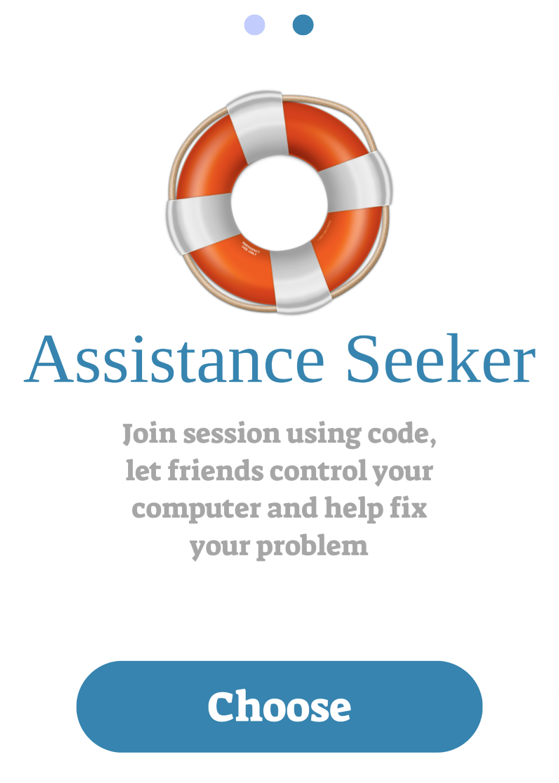 Assistance Seeker
Join session using code,
let friends control your
computer and help fix
your problem
Choose